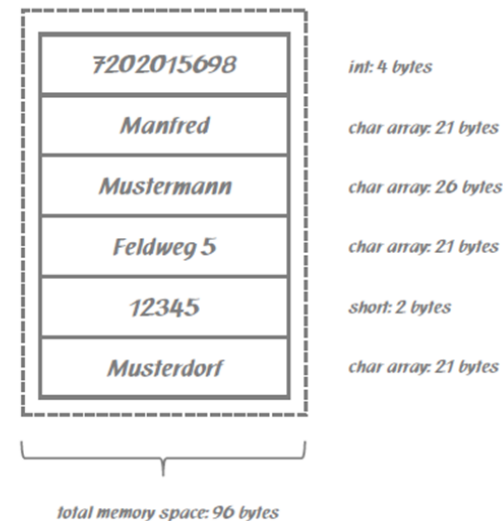 7202015698 int: 4 bytes
Manfred char array: 21 bytes
Mustermann char array: 26 bytes
Feldweg 5 char array: 21 bytes
12345 short: 2 bytes
Musterdorf char array: 21 bytes
total memory space: 96 bytes